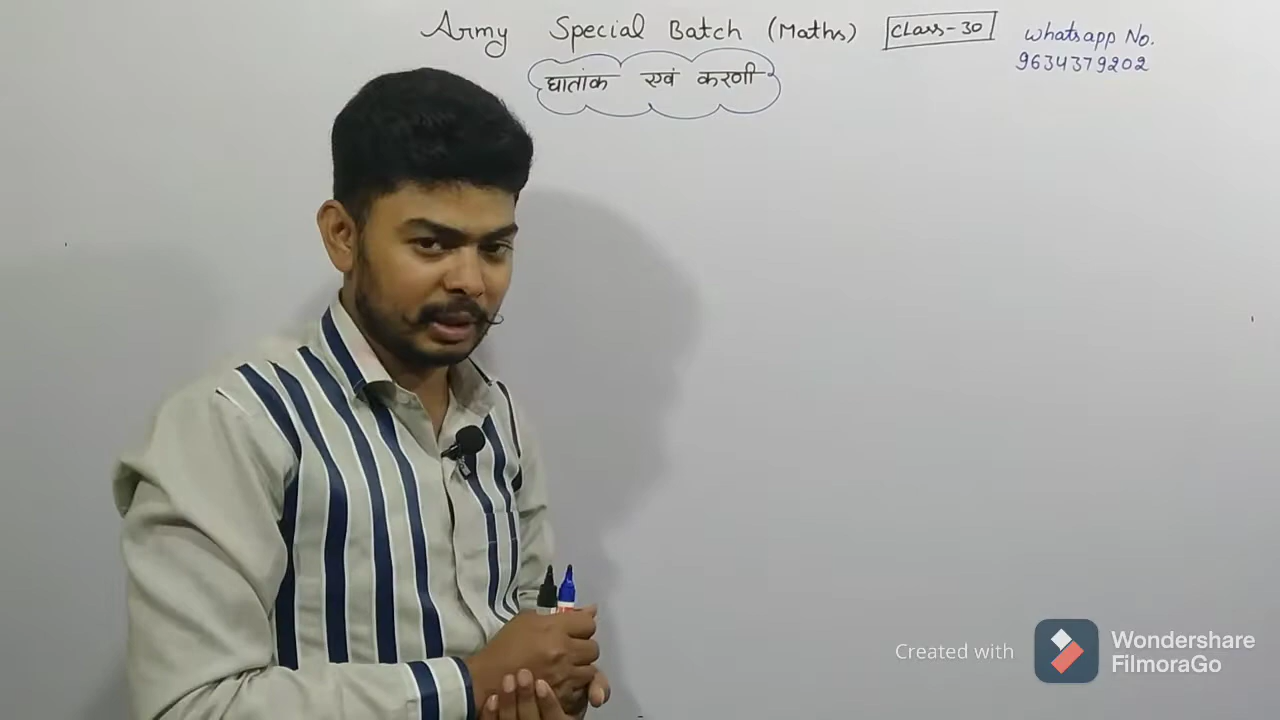 Army Special Batch (Maths) Class-30
whatsapp No.
9634379202
घातांक एवं करणी
Created with Wondershare
FilmoraGo